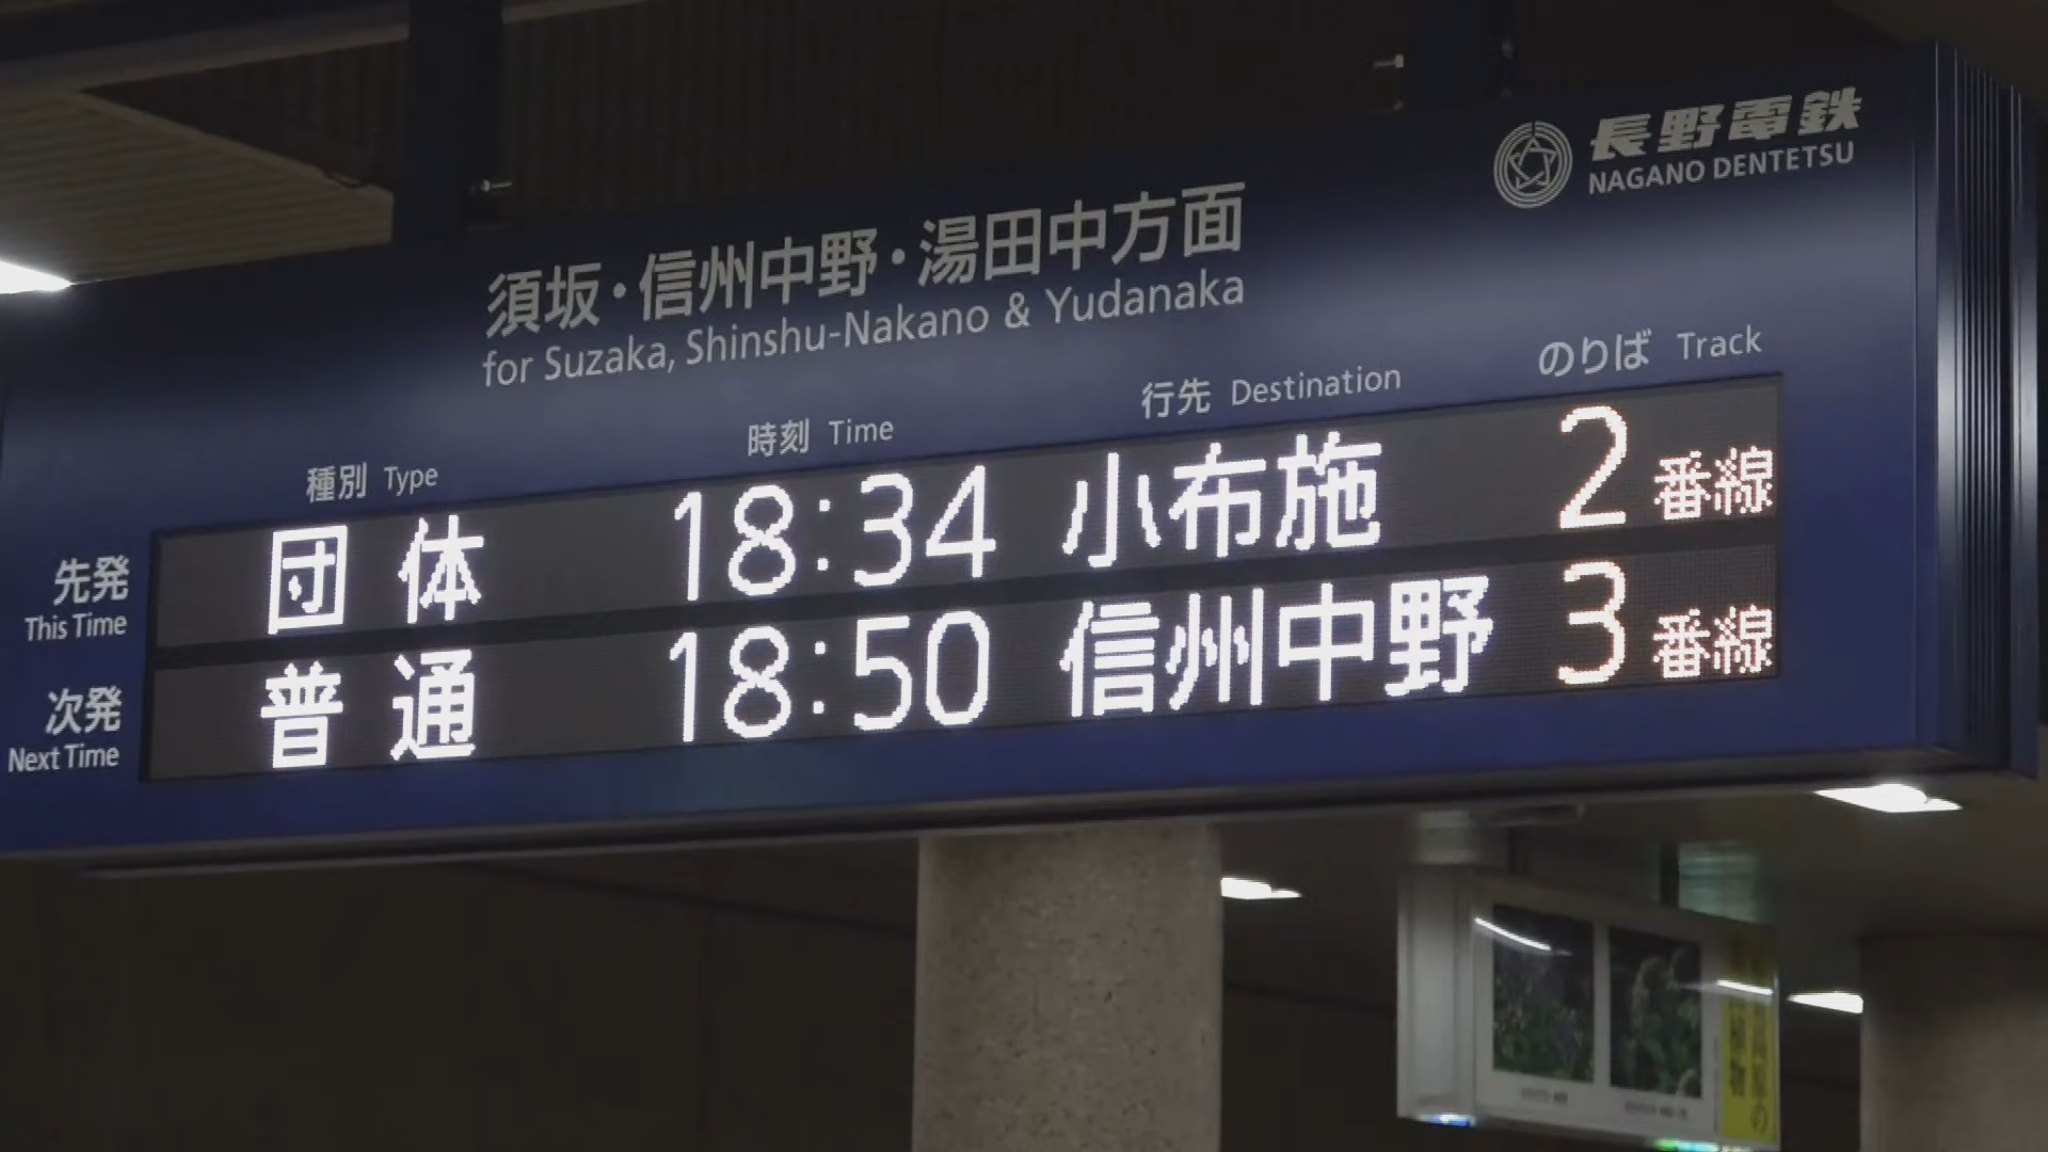 長野電鉄
NAGANO DENTETSU
須坂・信州中野・湯田中方面
for Suzaka, Shinshu-Nakano & Yudanaka
種別 Type 時刻 Time 行先 Destination のりば Track
先発 団体 18:34 小布施 2番線
This Time
次発 普通 18:50 信州中野 3番線
Next Time